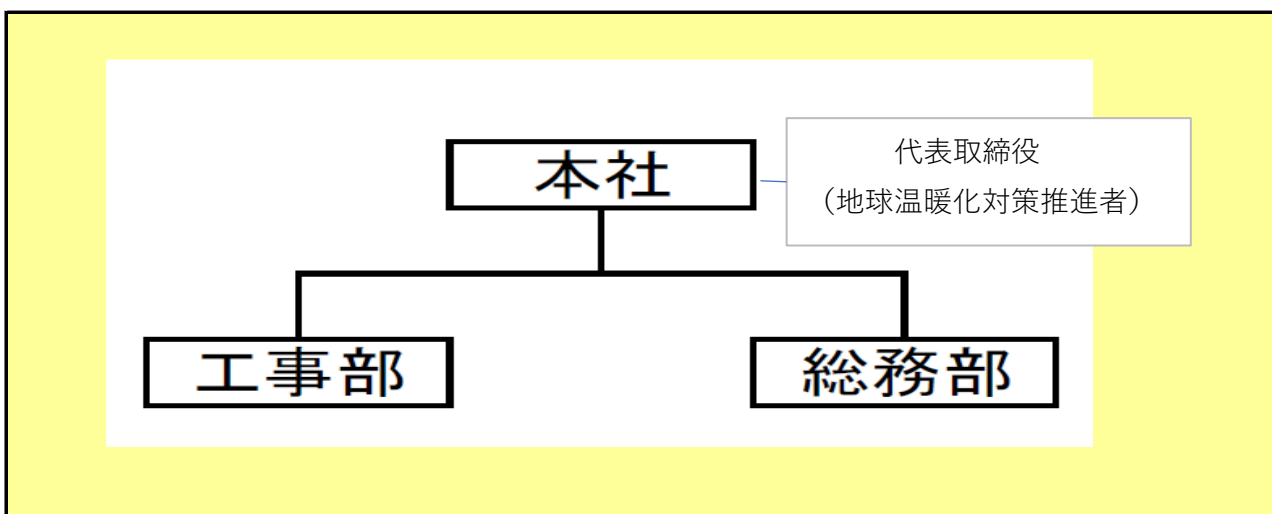 本社
代表取締役
（地球温暖化対策推進者）
工事部
総務部